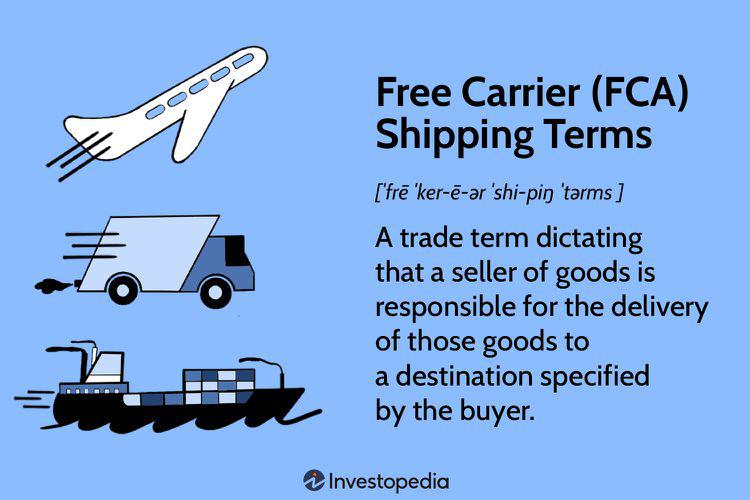 Free Carrier (FCA)
Shipping Terms
[ˈfrē ˈker-ē-ər ˈshi-piŋ ˈtərms ]
A trade term dictating
that a seller of goods is
responsible for the delivery
of those goods to
a destination specified
by the buyer.
Investopedia